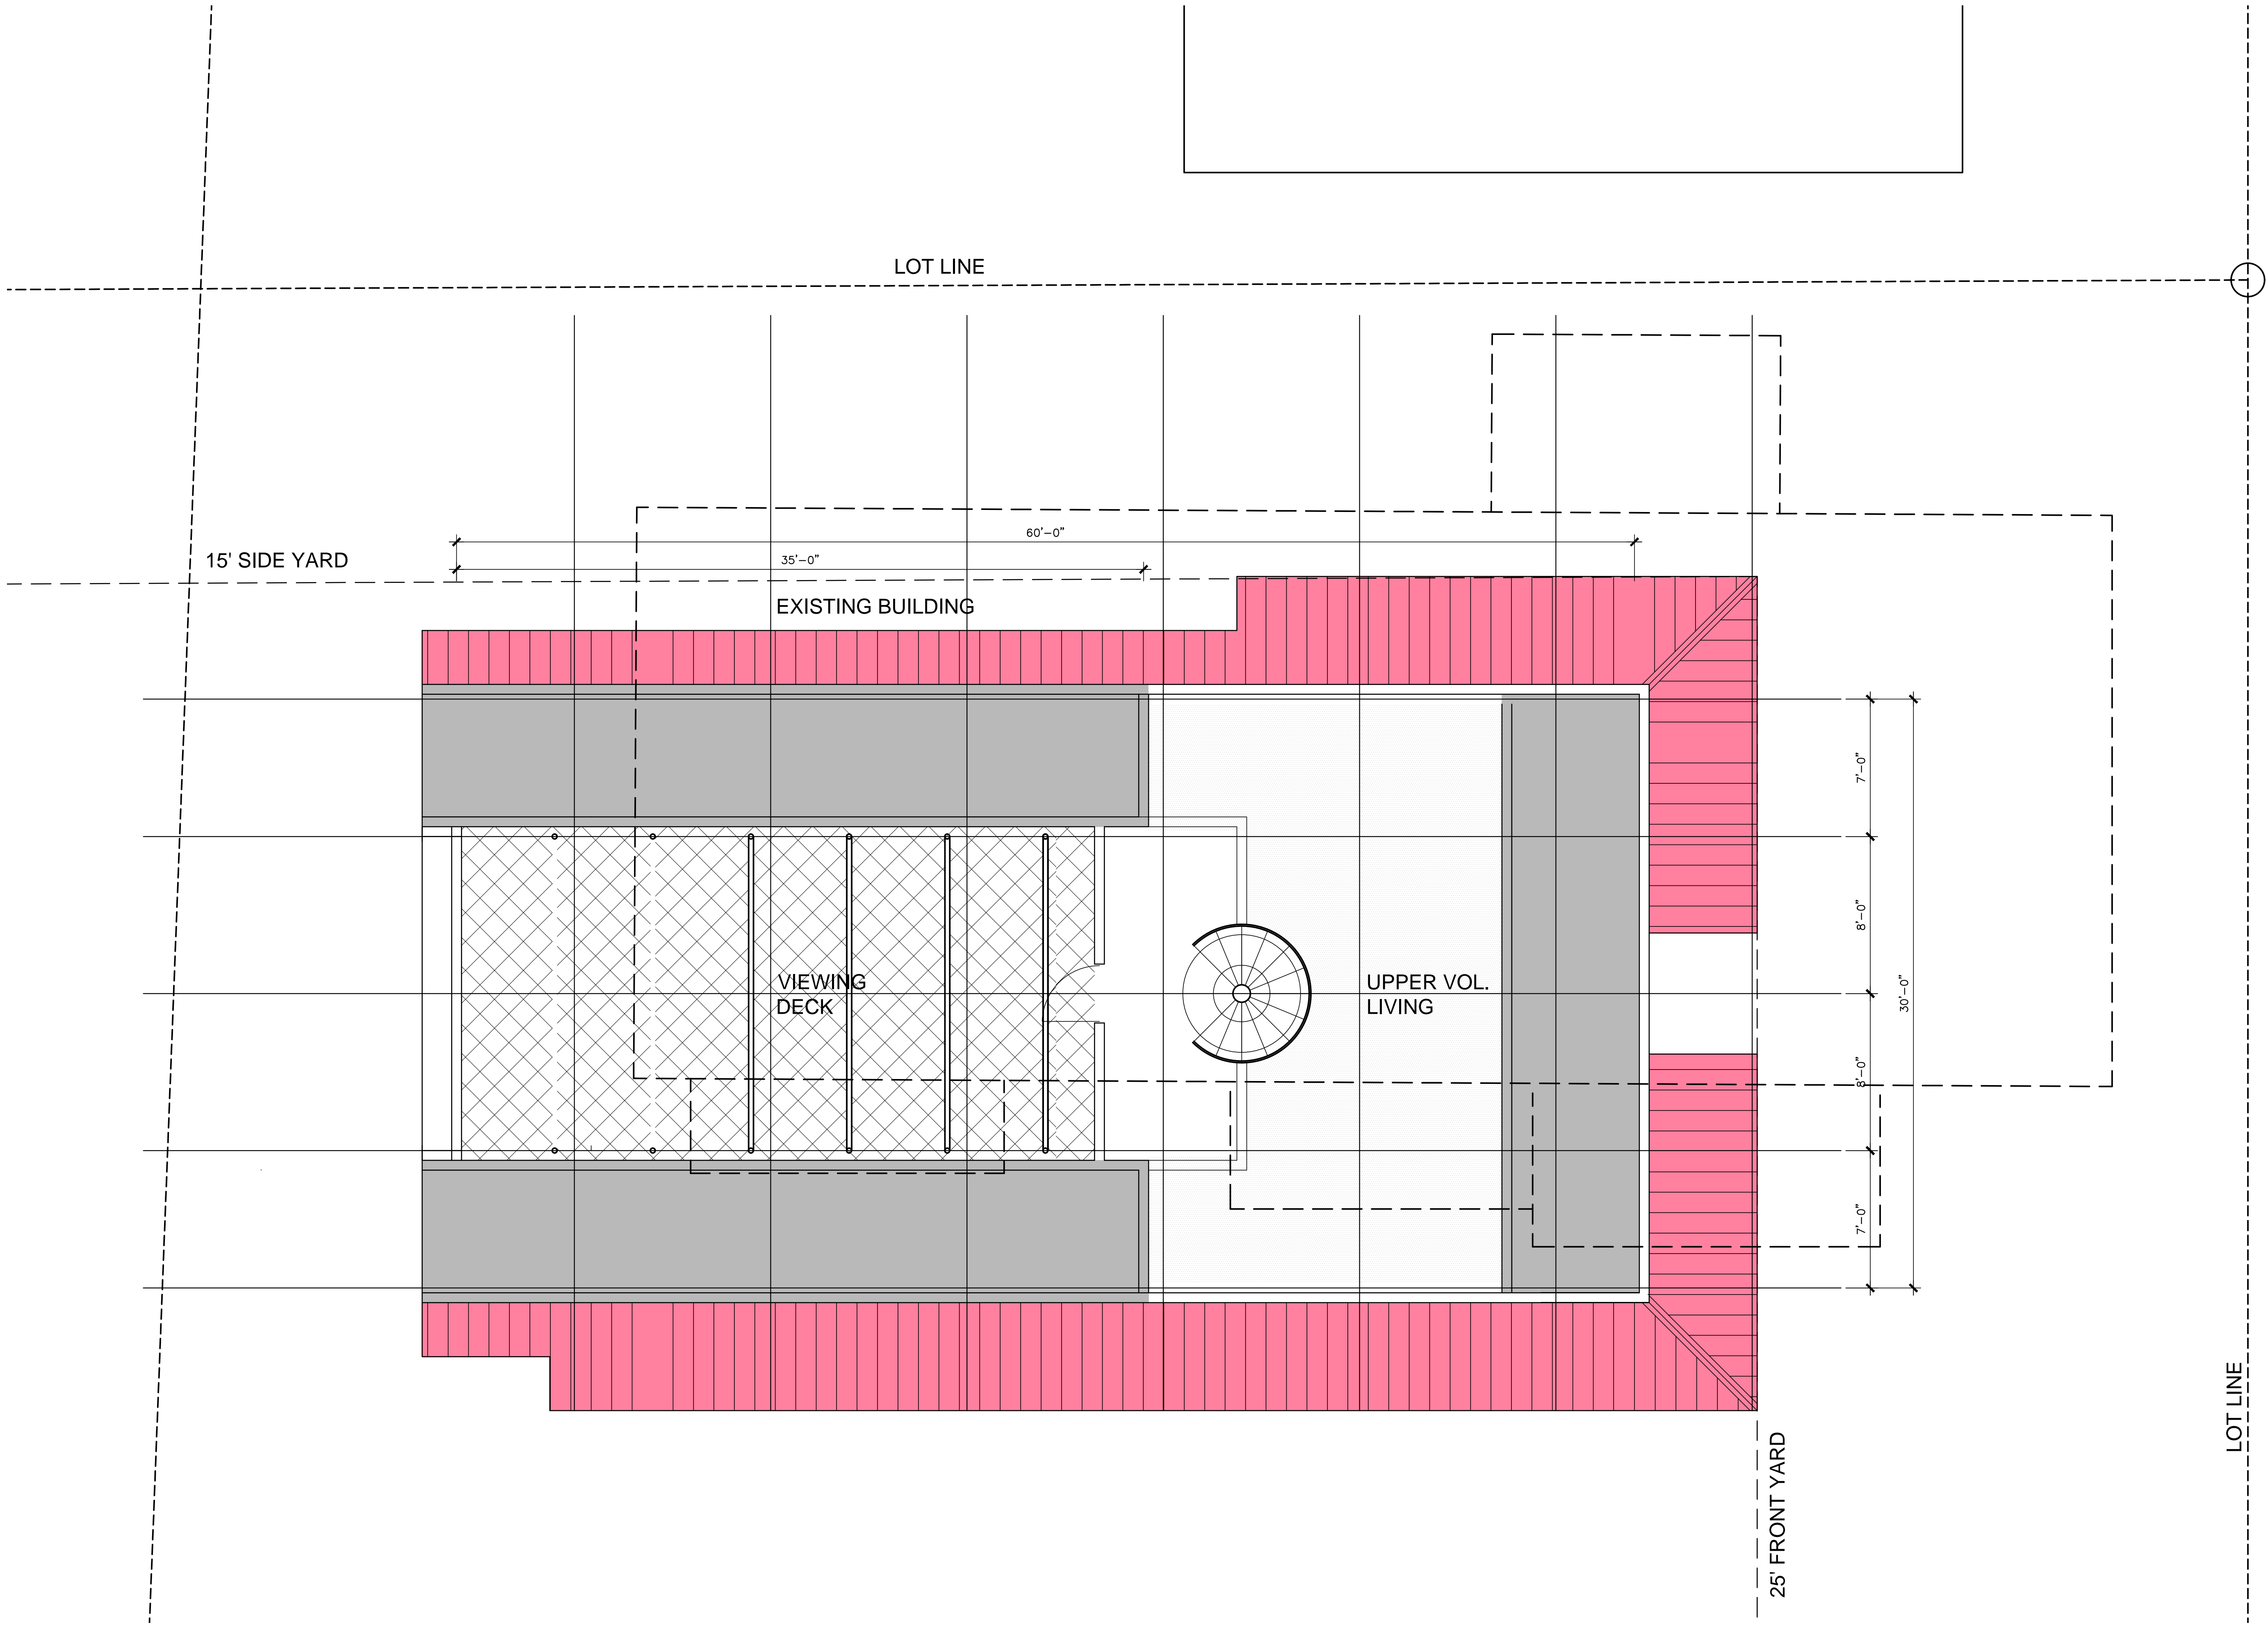 LOT LINE
60'-0"
35'-0"
15' SIDE YARD
EXISTING BUILDING
7'-0"
8'-0"
VIEWING
DECK
UPPER VOL.
LIVING
30'-0"
8'-0"
7'-0"
LOT LINE
25' FRONT YARD